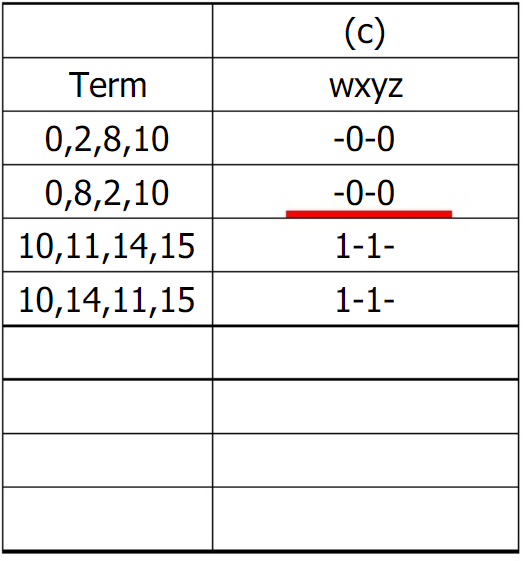 (c)
Term wxyz
0,2,8,10 -0-0
0,8,2,10 -0-0
10,11,14,15 1-1-
10,14,11,15 1-1-